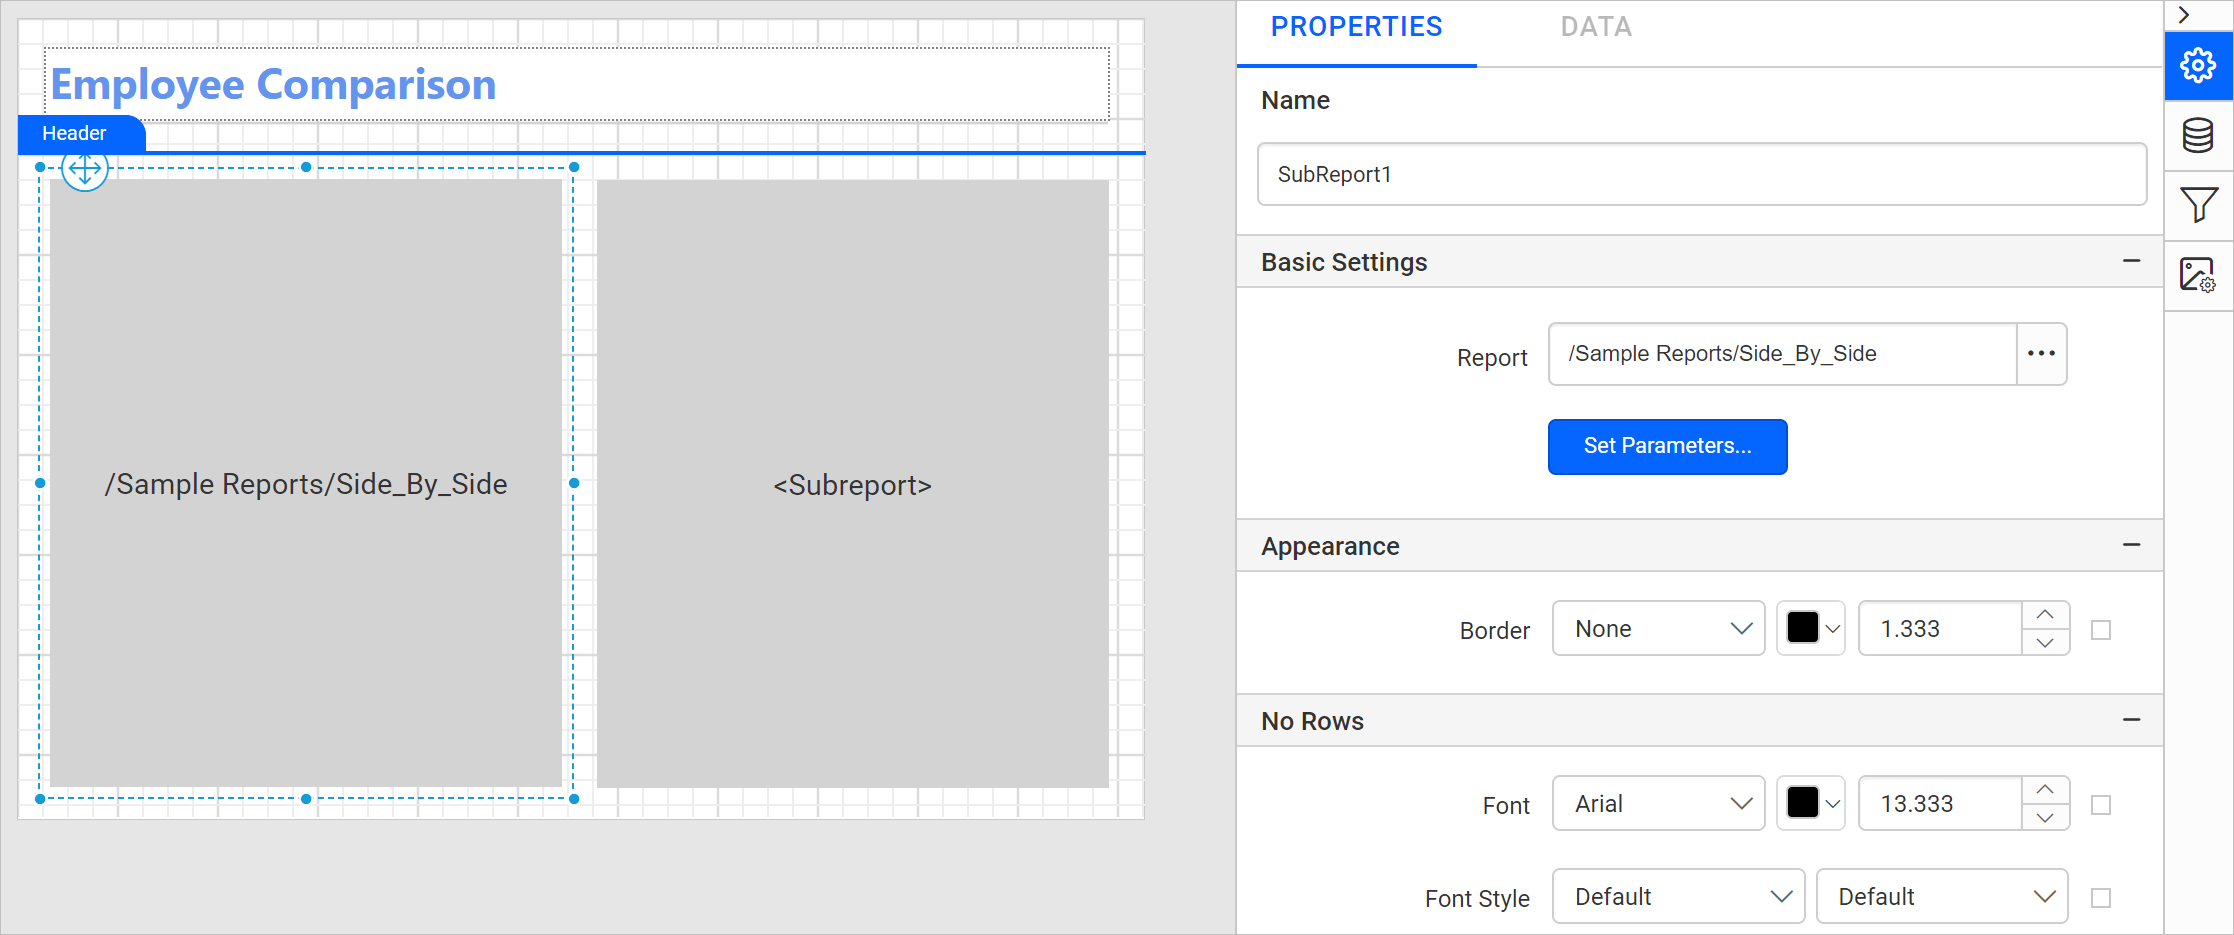 Employee Comparison
Header
/Sample Reports/Side_By_Side
<Subreport>
PROPERTIES
DATA
Name
SubReport1
Basic Settings
Report
/Sample Reports/Side_By_Side
Set Parameters...
Appearance
Border
None
1.333
No Rows
Font
Arial
13.333
Font Style
Default
Default